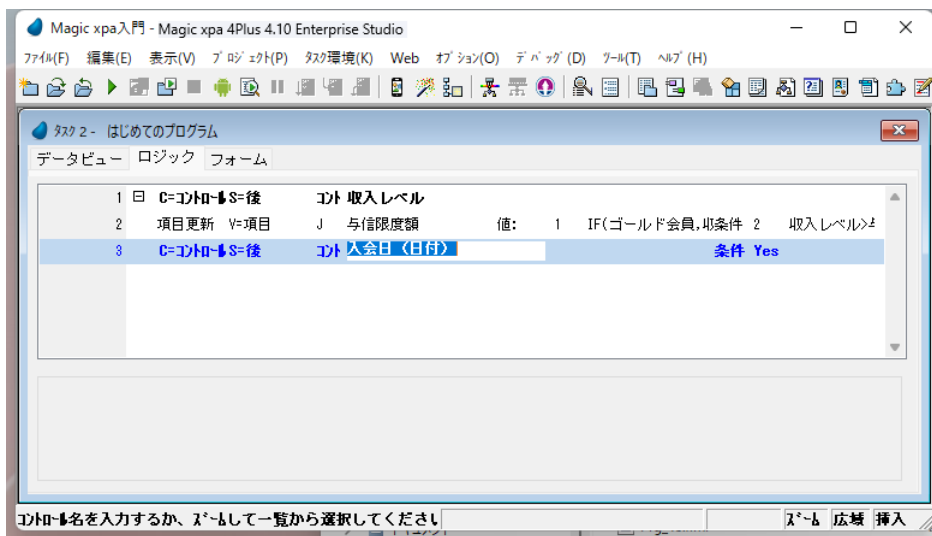 Magic xpa入門 - Magic xpa 4Plus 4.10 Enterprise Studio
ﾌｧｲﾙ(F) 編集(E) 表示(V) ﾌﾟﾛｼﾞｪｸﾄ(P) ﾀｽｸ環境(K) Web ｵﾌﾟｼｮﾝ(O) ﾃﾞﾊﾞｯｸﾞ(D) ﾂｰﾙ(T) ﾍﾙﾌﾟ(H)
ﾀｽｸ 2 - はじめてのプログラム
データビュー ロジック フォーム
1 C=ｺﾝﾄﾛｰﾙ S=後 ｺﾝﾄ 収入レベル
2 項目更新 V=項目 J 与信限度額 値: 1 IF(ゴールド会員,収 条件 2 収入レベル>
3 C=ｺﾝﾄﾛｰﾙ S=後 ｺﾝﾄ 入会日（日付） 条件 Yes
ｺﾝﾄﾛｰﾙ名を入力するか、ｽﾞｰﾑして一覧から選択してくださ ｽﾞｰﾑ 広域 挿入